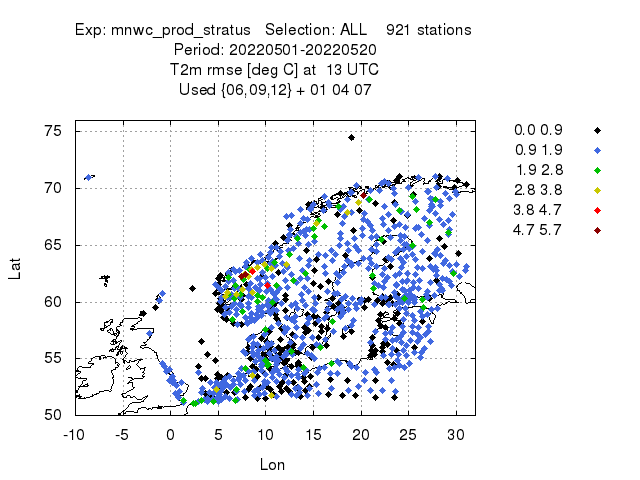 Exp: mnwc_prod_stratus Selection: ALL 921 stations
Period: 20220501-20220520
T2m rmse [deg C] at 13 UTC
Used {06,09,12} + 01 04 07
0.0 0.9
0.9 1.9
1.9 2.8
2.8 3.8
3.8 4.7
4.7 5.7
75
70
65
60
55
50
Lat
-10 -5 0 5 10 15 20 25 30
Lon